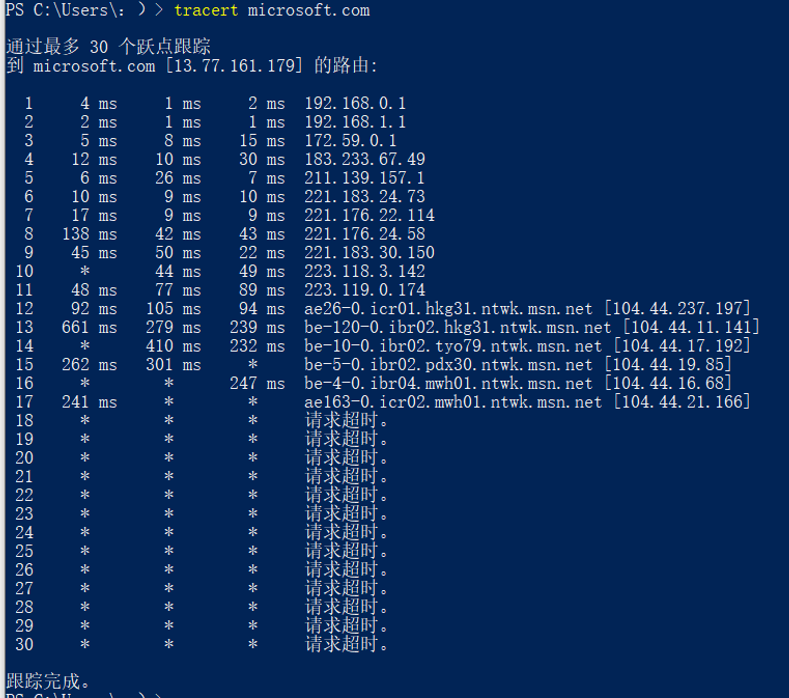 PS C:\Users\：）> tracert microsoft.com
通过最多 30 个跃点跟踪
到 microsoft.com [13.77.161.179] 的路由:
1 4 ms 1 ms 2 ms 192.168.0.1
2 2 ms 1 ms 1 ms 192.168.1.1
3 5 ms 8 ms 15 ms 172.59.0.1
4 12 ms 10 ms 30 ms 183.233.67.49
5 6 ms 26 ms 7 ms 211.139.157.1
6 10 ms 9 ms 10 ms 221.183.24.73
7 17 ms 9 ms 9 ms 221.176.22.114
8 138 ms 42 ms 43 ms 221.176.24.58
9 45 ms 50 ms 22 ms 221.183.30.150
10 * 44 ms 49 ms 223.118.3.142
11 48 ms 77 ms 89 ms 223.119.0.174
12 92 ms 105 ms 94 ms ae26-0.icr01.hkg31.ntwk.msn.net [104.44.237.197]
13 661 ms 279 ms 239 ms be-120-0.ibr02.hkg31.ntwk.msn.net [104.44.11.141]
14 * 410 ms 232 ms be-10-0.ibr02.tyo79.ntwk.msn.net [104.44.17.192]
15 262 ms 301 ms * be-5-0.ibr02.pdx30.ntwk.msn.net [104.44.19.85]
16 * * 247 ms be-4-0.ibr04.mwh01.ntwk.msn.net [104.44.16.68]
17 241 ms * * ae163-0.icr02.mwh01.ntwk.msn.net [104.44.21.166]
18 * * * 请求超时。
19 * * * 请求超时。
20 * * * 请求超时。
21 * * * 请求超时。
22 * * * 请求超时。
23 * * * 请求超时。
24 * * * 请求超时。
25 * * * 请求超时。
26 * * * 请求超时。
27 * * * 请求超时。
28 * * * 请求超时。
29 * * * 请求超时。
30 * * * 请求超时。
跟踪完成。